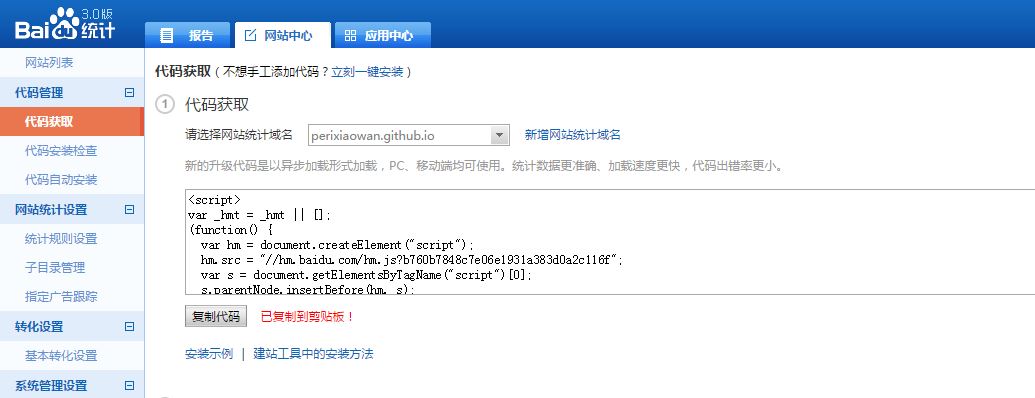 Baidu统计 3.0版
报告
网站中心
应用中心
网站列表
代码管理
代码获取
代码安装检查
代码自动安装
网站统计设置
统计规则设置
子目录管理
指定广告跟踪
转化设置
基本转化设置
系统管理设置
代码获取（不想手工添加代码？立刻一键安装）
1 代码获取
请选择网站统计域名 perixiaowan.github.io 新增网站统计域名
新的升级代码是以异步加载形式加载，PC、移动端均可使用。统计数据更准确、加载速度更快，代码出错率更小。
<script>
var _hmt = _hmt || [];
(function() {
  var hm = document.createElement("script");
  hm.src = "//hm.baidu.com/hm.js?b760b7848c7e06e1931a383d0a2c116f";
  var s = document.getElementsByTagName("script")[0];
  s.parentNode.insertBefore(hm, s);
复制代码 已复制到剪贴板！
安装示例 | 建站工具中的安装方法